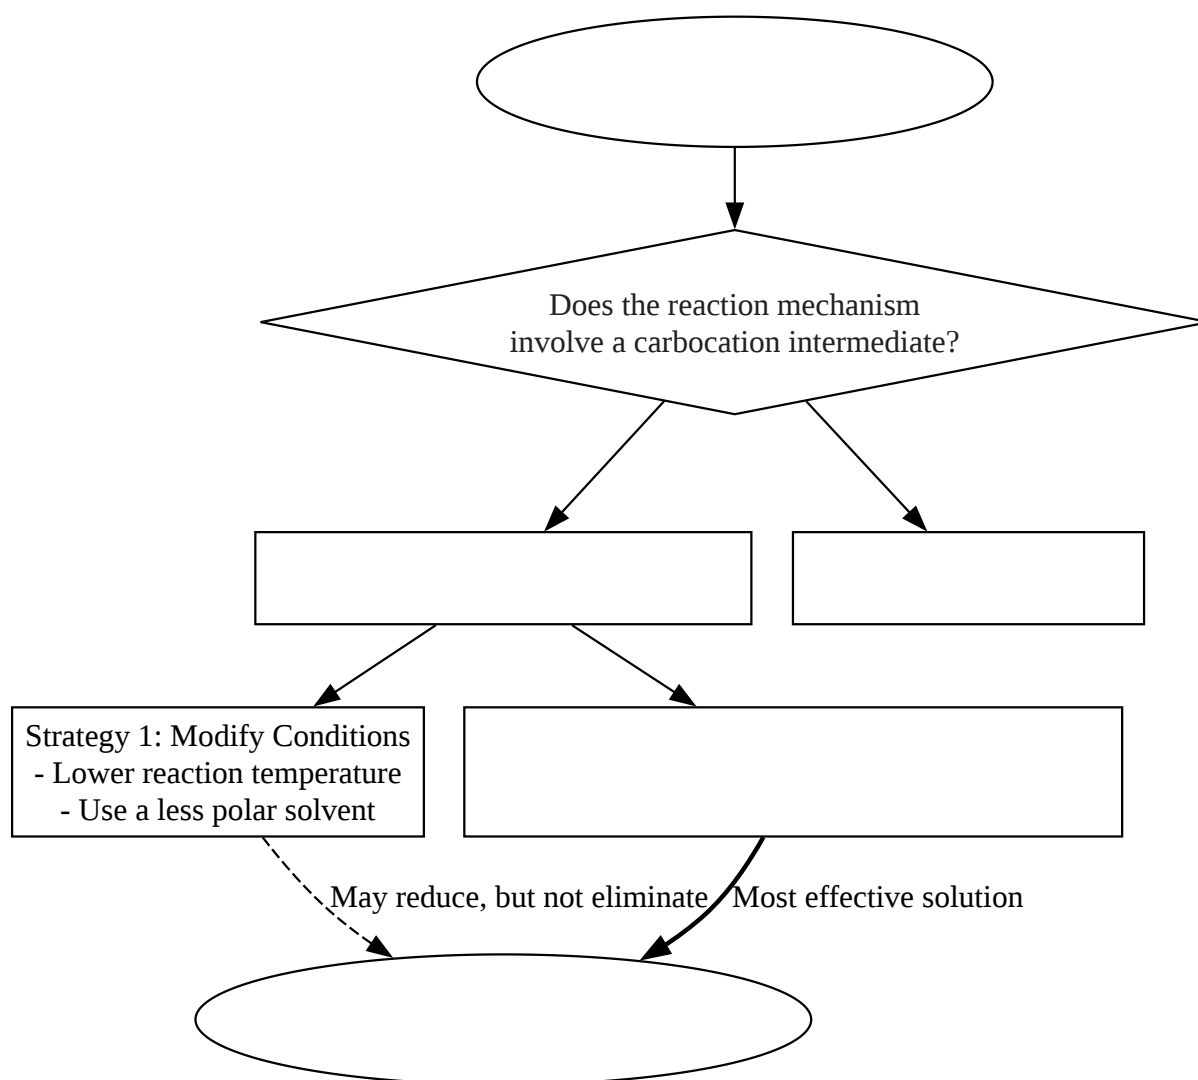 Does the reaction mechanism
involve a carbocation intermediate?
Strategy 1: Modify Conditions
- Lower reaction temperature
- Use a less polar solvent
May reduce, but not eliminate
Most effective solution